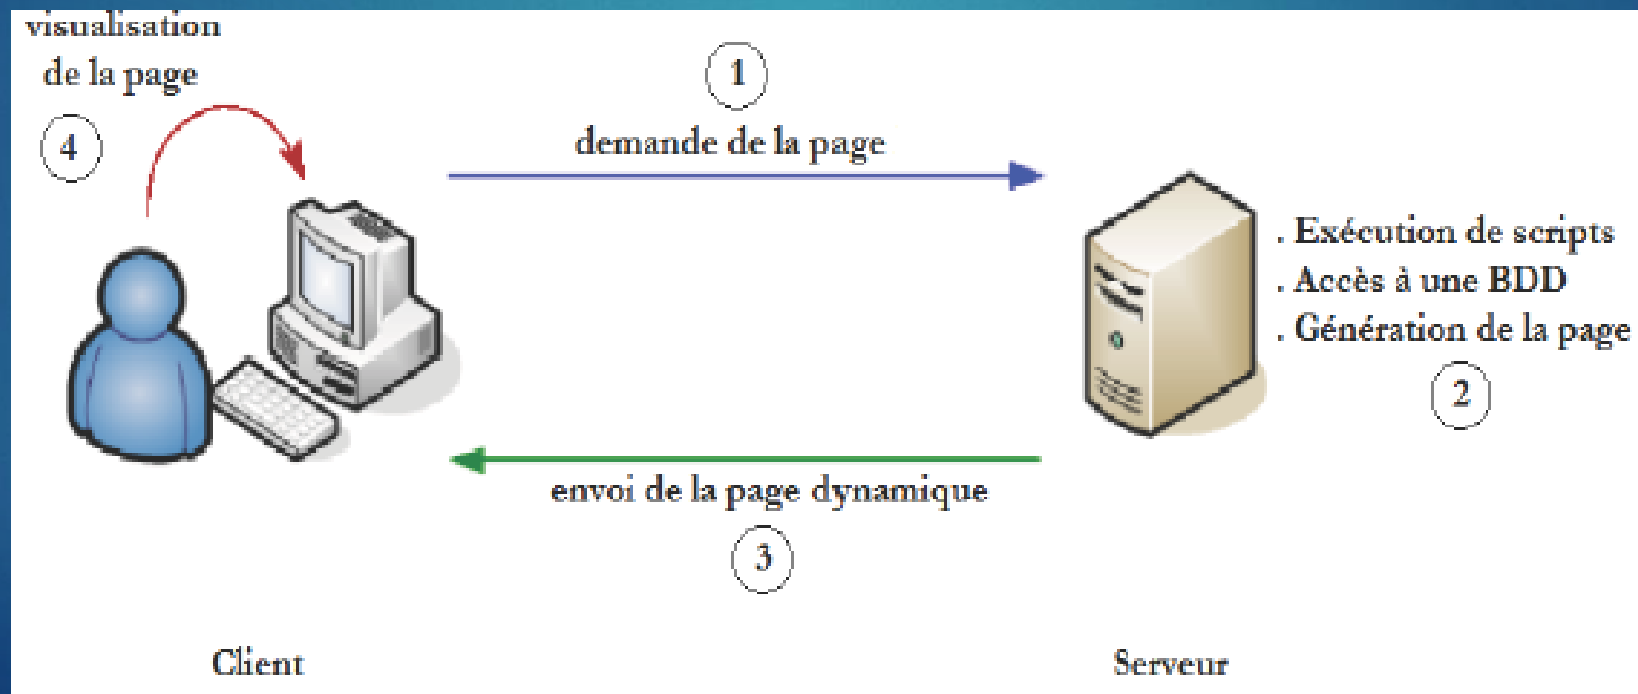 visualisation
de la page
4
1
demande de la page
. Exécution de scripts
. Accès à une BDD
. Génération de la page
2
envoi de la page dynamique
3
Client
Serveur